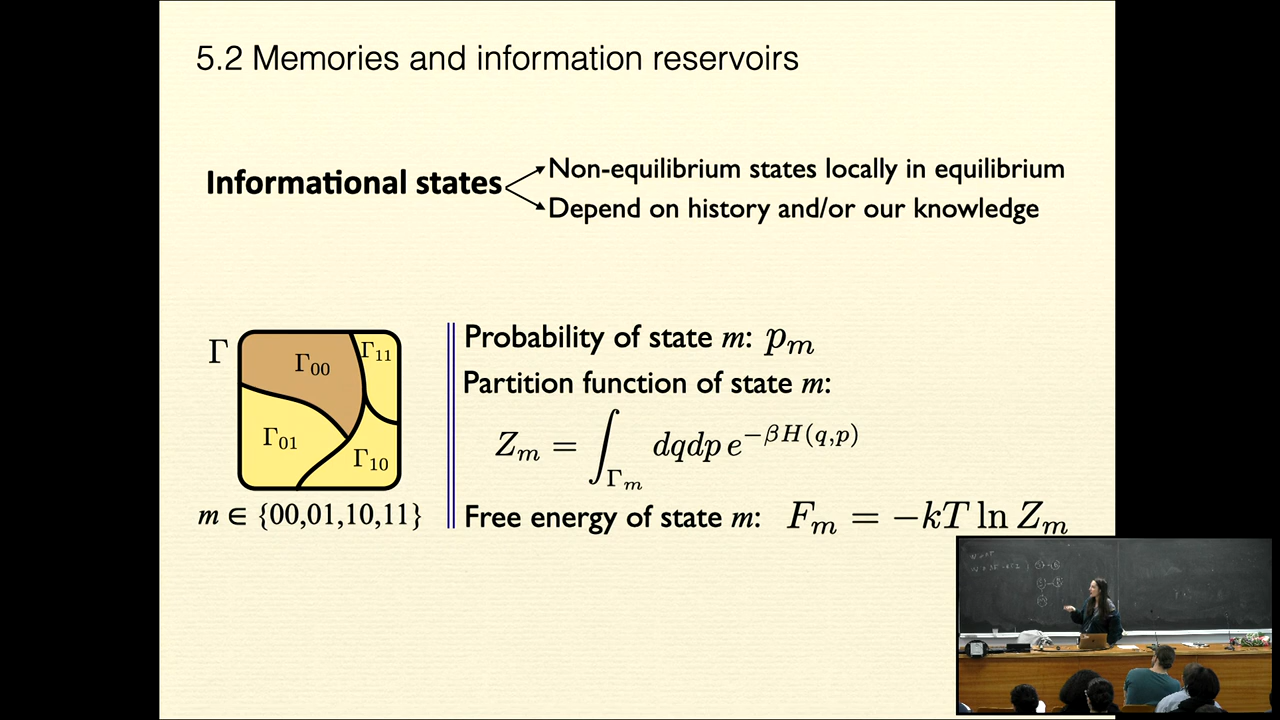 5.2 Memories and information reservoirs
Informational states
Non-equilibrium states locally in equilibrium
Depend on history and/or our knowledge
Γ
Γ₀₀
Γ₁₁
Γ₀₁
Γ₁₀
m ∈ {00,01,10,11}
Probability of state m: pₘ
Partition function of state m:
Zₘ = ∫_{Γₘ} dqdp e^{−βH(q,p)}
Free energy of state m: Fₘ = −kT ln Zₘ